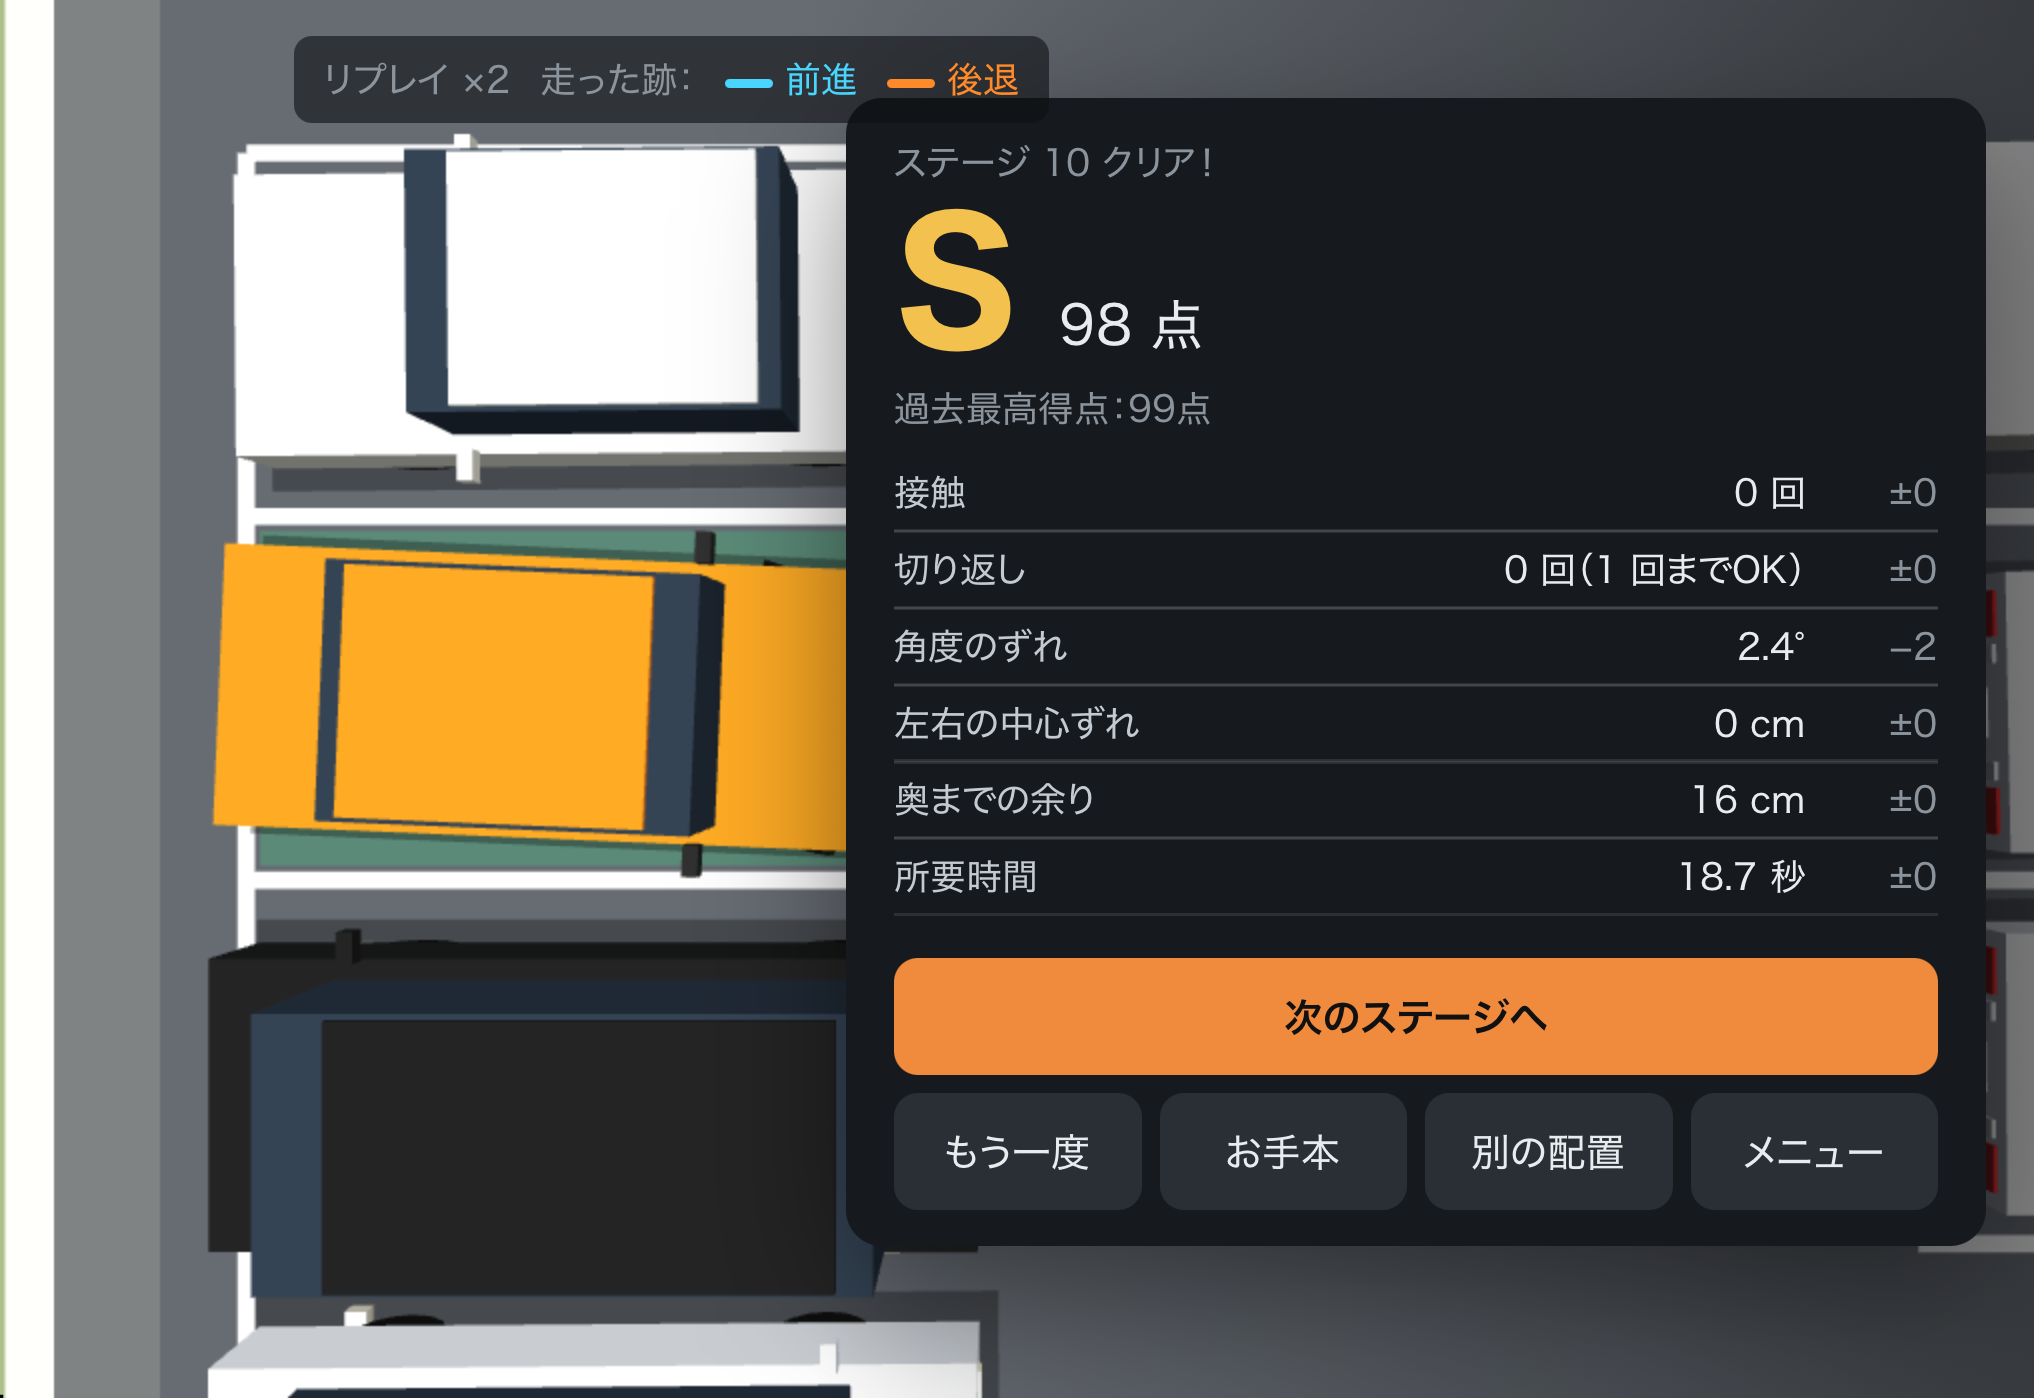 リプレイ ×2 走った跡： 前進 後退
ステージ 10 クリア！
S 98 点
過去最高得点：99点
接触 0 回 ±0
切り返し 0 回（1 回までOK） ±0
角度のずれ 2.4° −2
左右の中心ずれ 0 cm ±0
奥までの余り 16 cm ±0
所要時間 18.7 秒 ±0
次のステージへ
もう一度 お手本 別の配置 メニュー